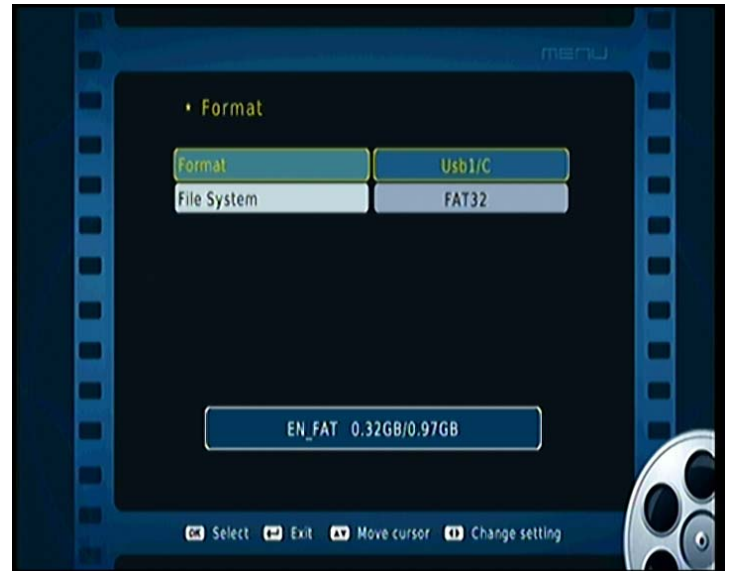 menu
• Format
Format Usb1/C
File System FAT32
EN_FAT 0.32GB/0.97GB
OK Select Exit Move cursor Change setting